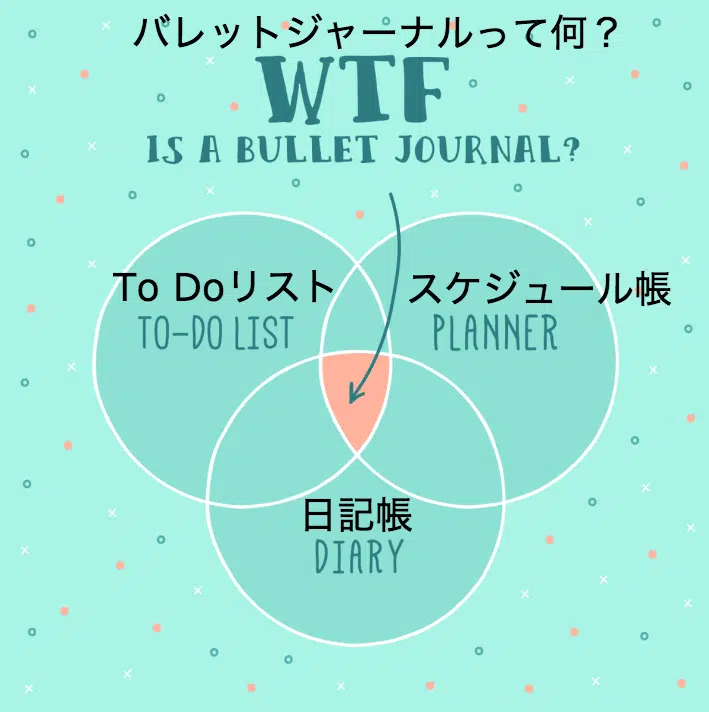 バレットジャーナルって何？
WTF
IS A BULLET JOURNAL?
To Doリスト
TO-DO LIST
スケジュール帳
PLANNER
日記帳
DIARY